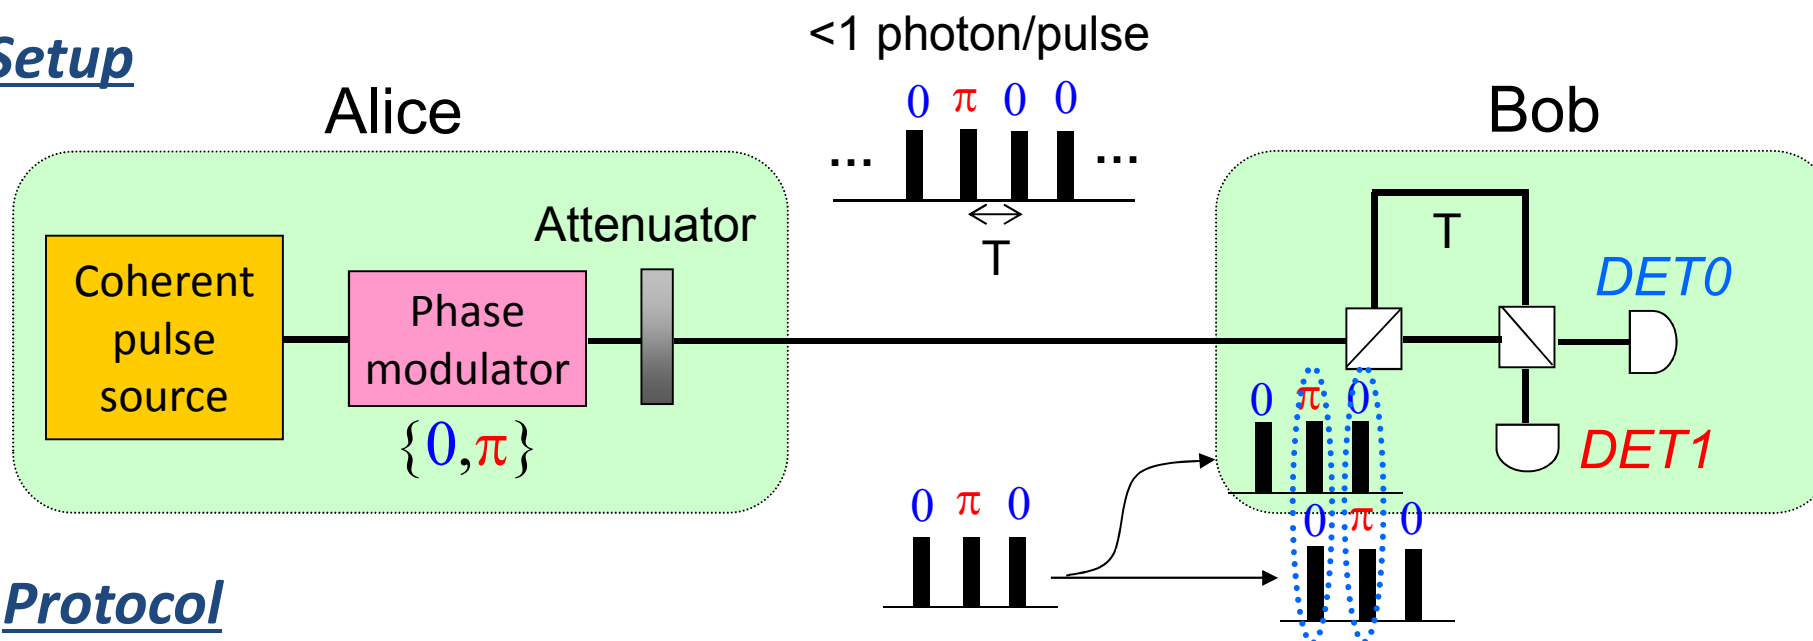 Setup
<1 photon/pulse
0 π 0 0
Alice
Bob
... ...
Attenuator
T
T
Coherent
pulse
source
Phase
modulator
{0,π}
DET0
DET1
0 π 0
0 π 0
0 π 0
Protocol